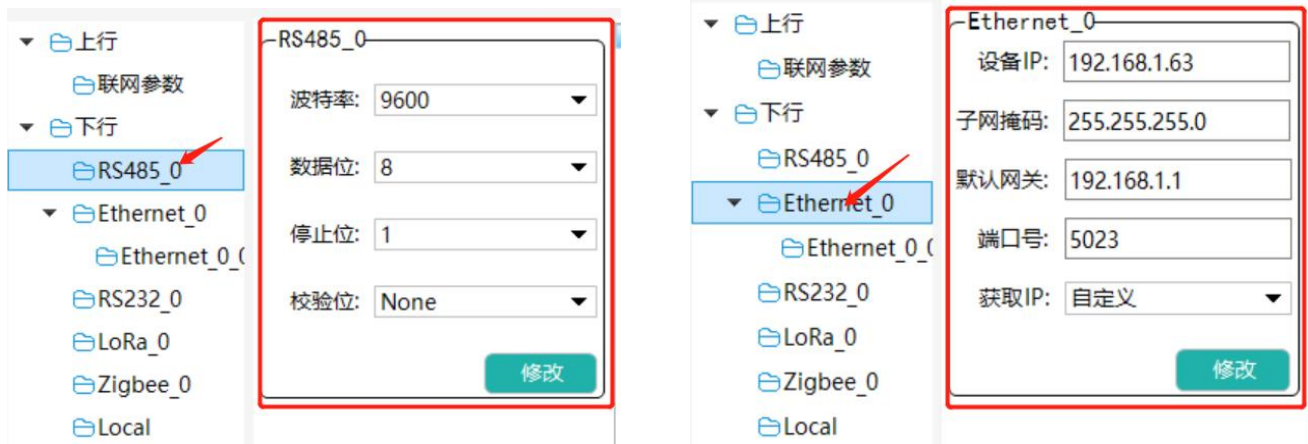 上行
联网参数
下行
RS485_0
Ethernet_0
Ethernet_0_0
RS232_0
LoRa_0
Zigbee_0
Local
RS485_0
波特率: 9600
数据位: 8
停止位: 1
校验位: None
修改
上行
联网参数
下行
RS485_0
Ethernet_0
Ethernet_0_0
RS232_0
LoRa_0
Zigbee_0
Local
Ethernet_0
设备IP: 192.168.1.63
子网掩码: 255.255.255.0
默认网关: 192.168.1.1
端口号: 5023
获取IP: 自定义
修改